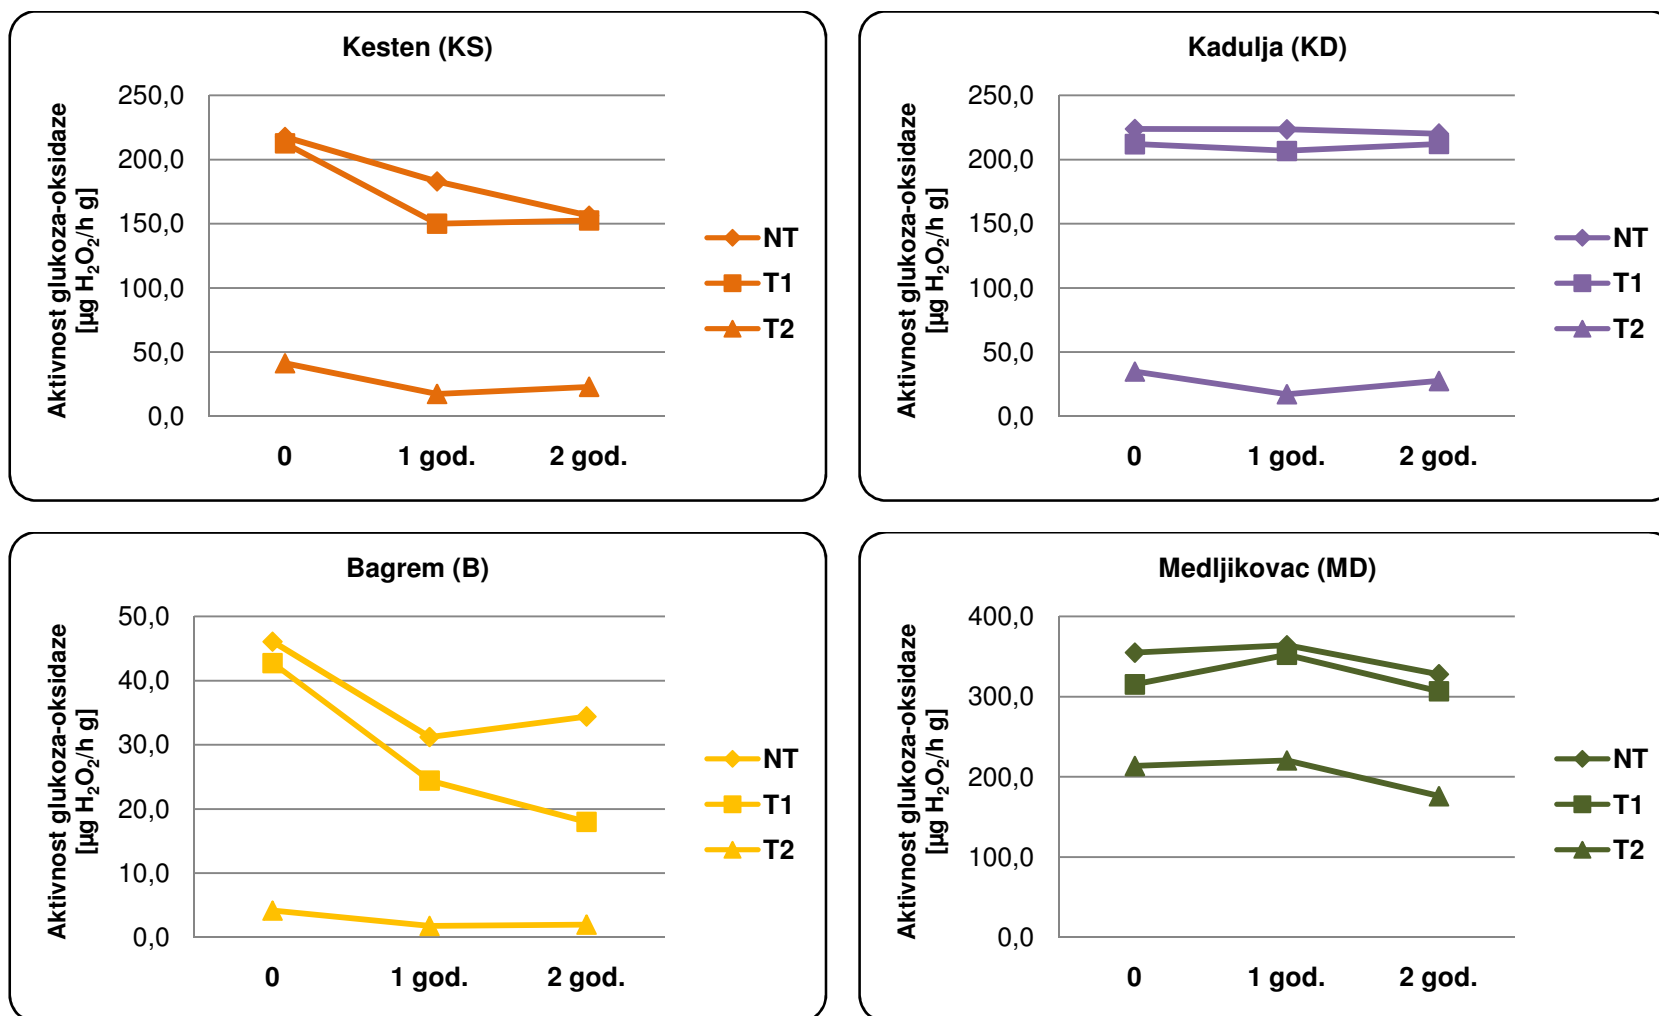 Kesten (KS)
Aktivnost glukoza-oksidaze
[µg H₂O₂/h g]
250,0
200,0
150,0
100,0
50,0
0,0
0
1 god.
2 god.
NT
T1
T2
Kadulja (KD)
Aktivnost glukoza-oksidaze
[µg H₂O₂/h g]
250,0
200,0
150,0
100,0
50,0
0,0
0
1 god.
2 god.
NT
T1
T2
Bagrem (B)
Aktivnost glukoza-oksidaze
[µg H₂O₂/h g]
50,0
40,0
30,0
20,0
10,0
0,0
0
1 god.
2 god.
NT
T1
T2
Medljikovac (MD)
Aktivnost glukoza-oksidaze
[µg H₂O₂/h g]
400,0
300,0
200,0
100,0
0,0
0
1 god.
2 god.
NT
T1
T2